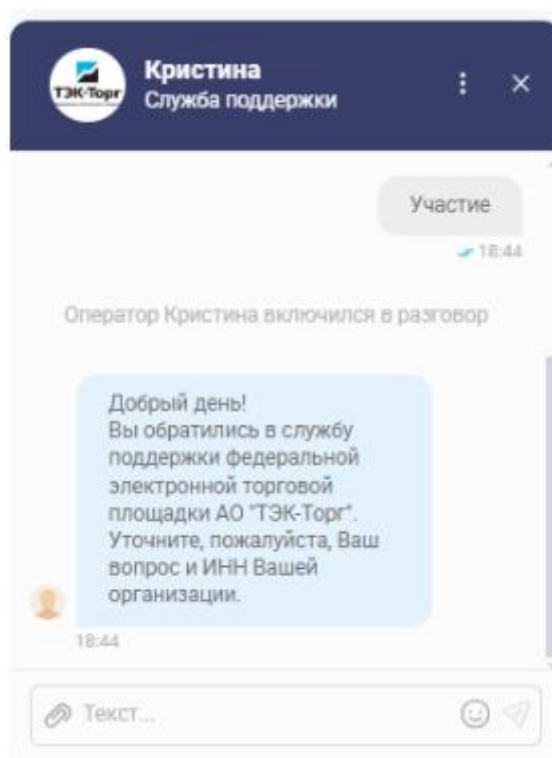 Кристина
ТЭК-Торг
Служба поддержки
Участие
18:44
Оператор Кристина включился в разговор
Добрый день!
Вы обратились в службу
поддержки федеральной
электронной торговой
площадки АО "ТЭК-Торг".
Уточните, пожалуйста, Ваш
вопрос и ИНН Вашей
организации.
18:44
Текст...